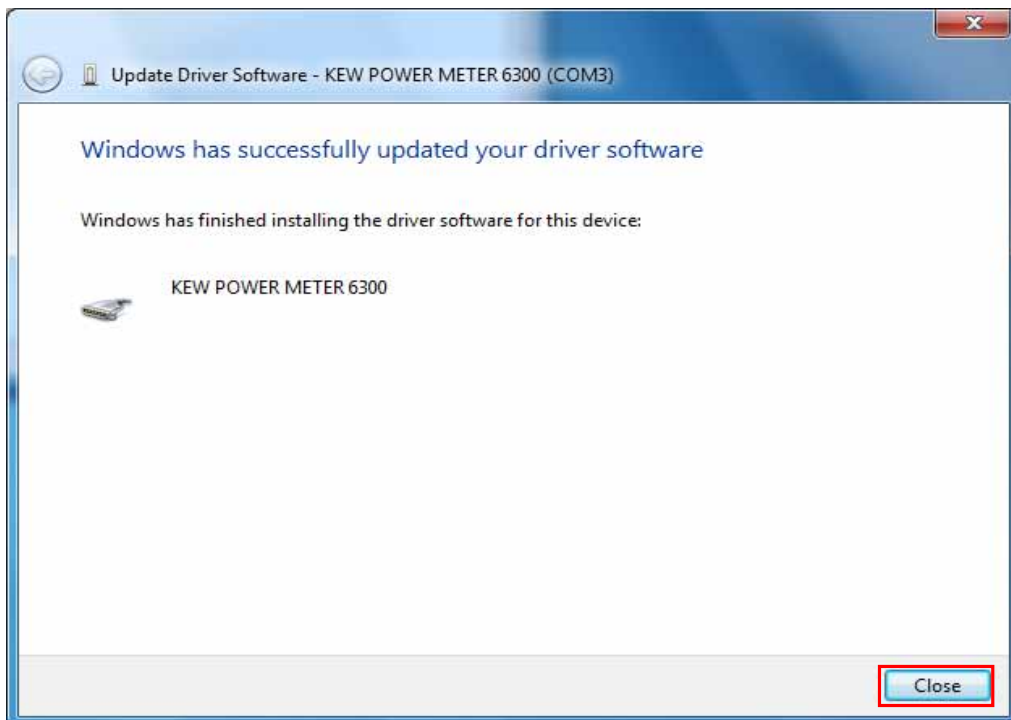 Update Driver Software - KEW POWER METER 6300 (COM3)
Windows has successfully updated your driver software
Windows has finished installing the driver software for this device:
KEW POWER METER 6300
Close